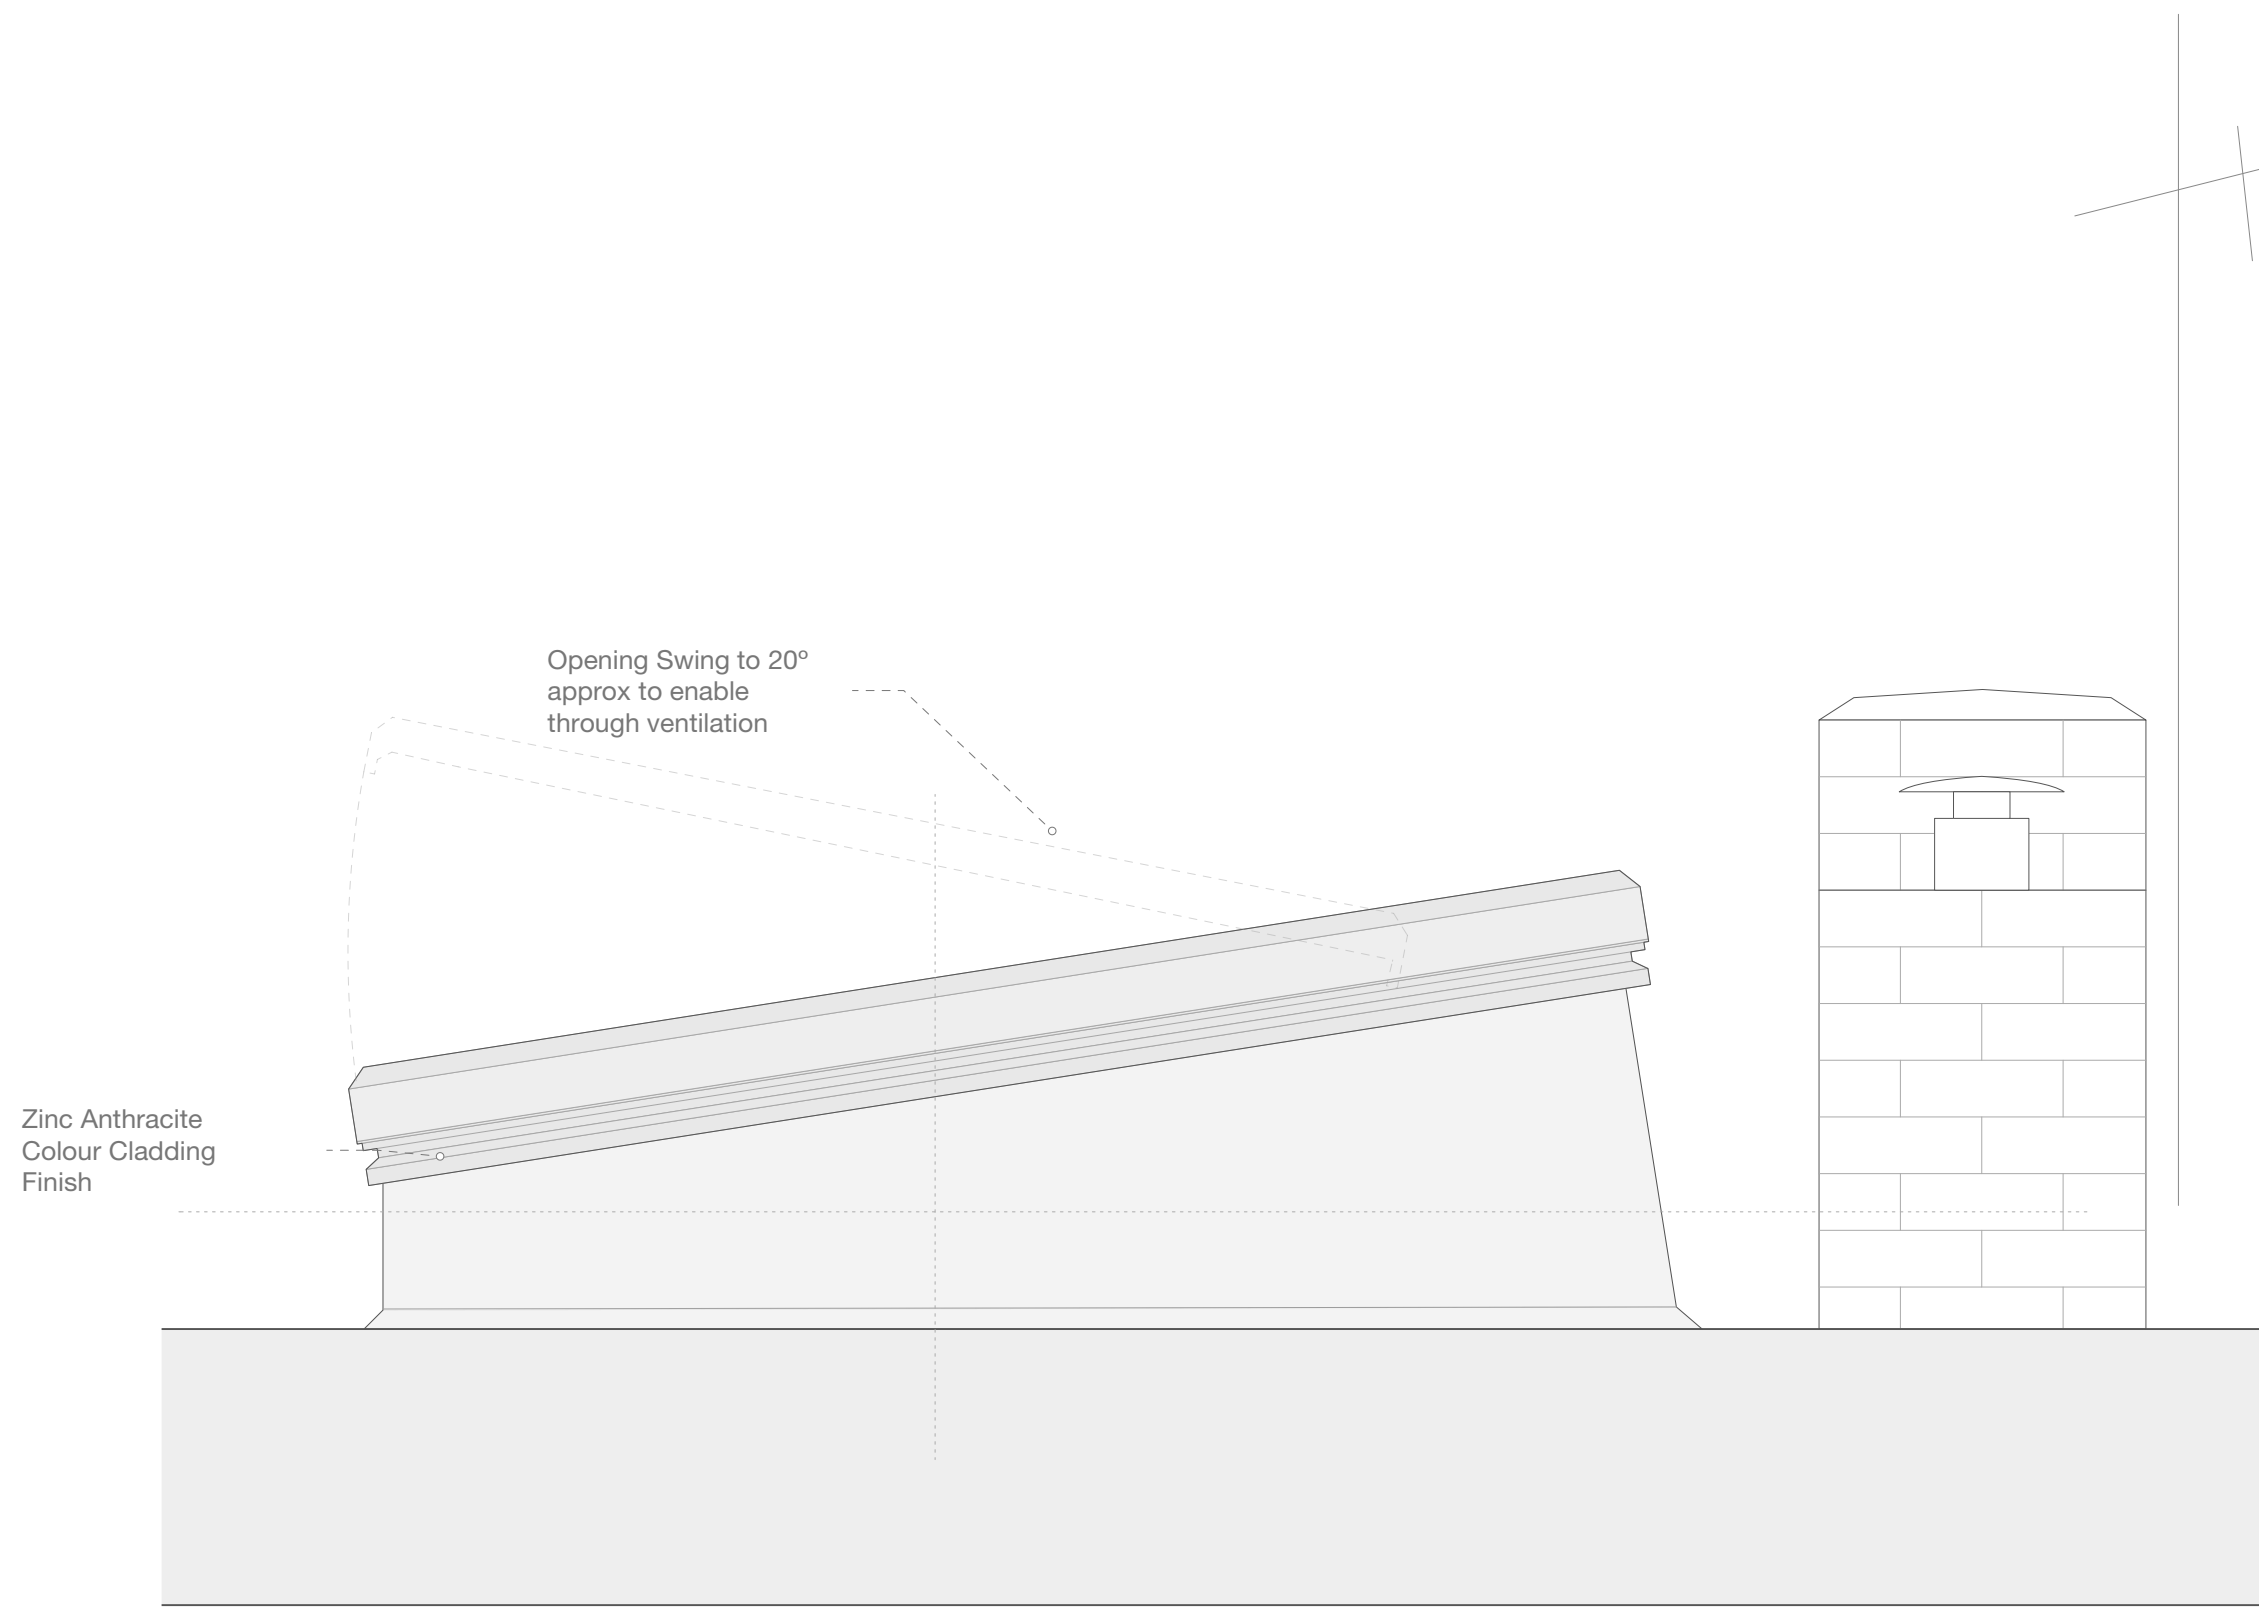 Opening Swing to 20º
approx to enable
through ventilation
Zinc Anthracite
Colour Cladding
Finish